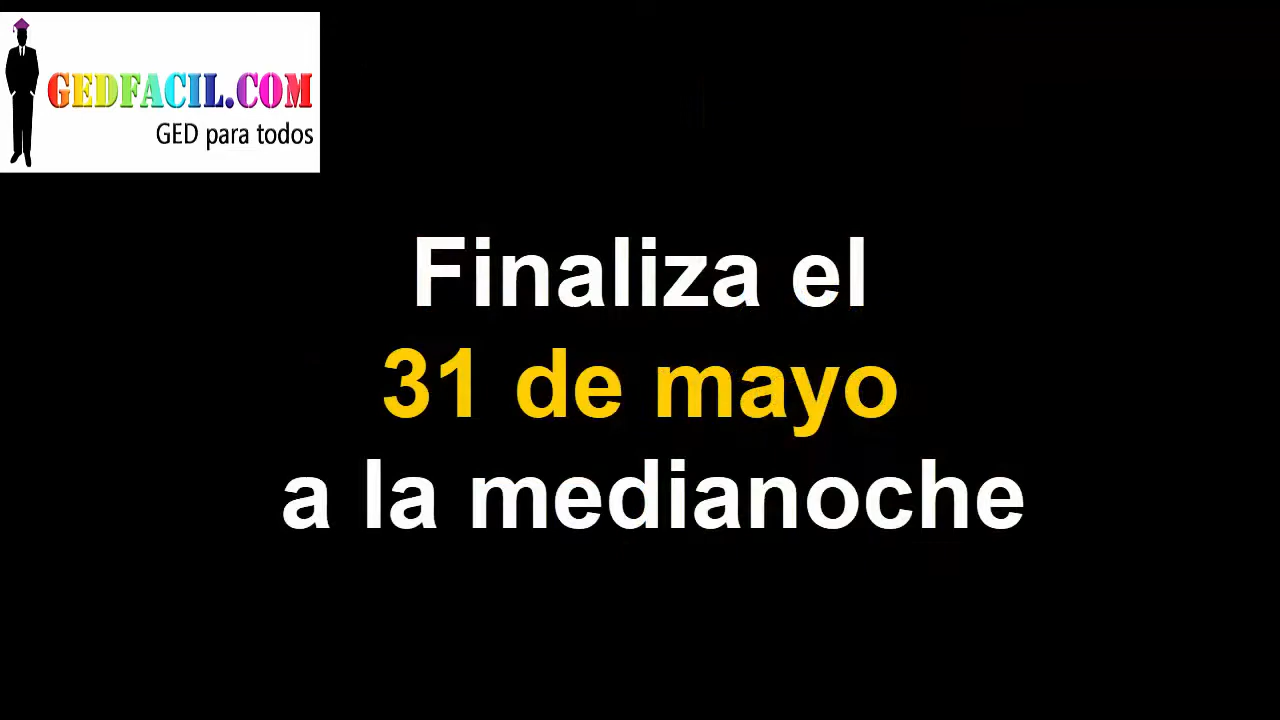 GEDFACIL.COM
GED para todos
Finaliza el
31 de mayo
a la medianoche